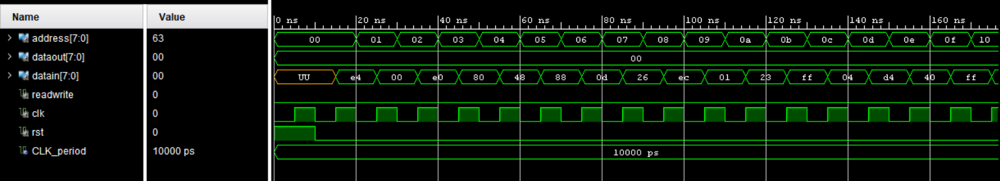 Name Value
0 ns 20 ns 40 ns 60 ns 80 ns 100 ns 120 ns 140 ns 160 ns
address[7:0] 63 00 01 02 03 04 05 06 07 08 09 0a 0b 0c 0d 0e 0f 10
dataout[7:0] 00 00
datain[7:0] 00 UU e4 00 e0 80 48 88 0d 26 ec 01 23 ff 04 d4 40 ff
readwrite 0
clk 0
rst 0
CLK_period 10000 ps 10000 ps